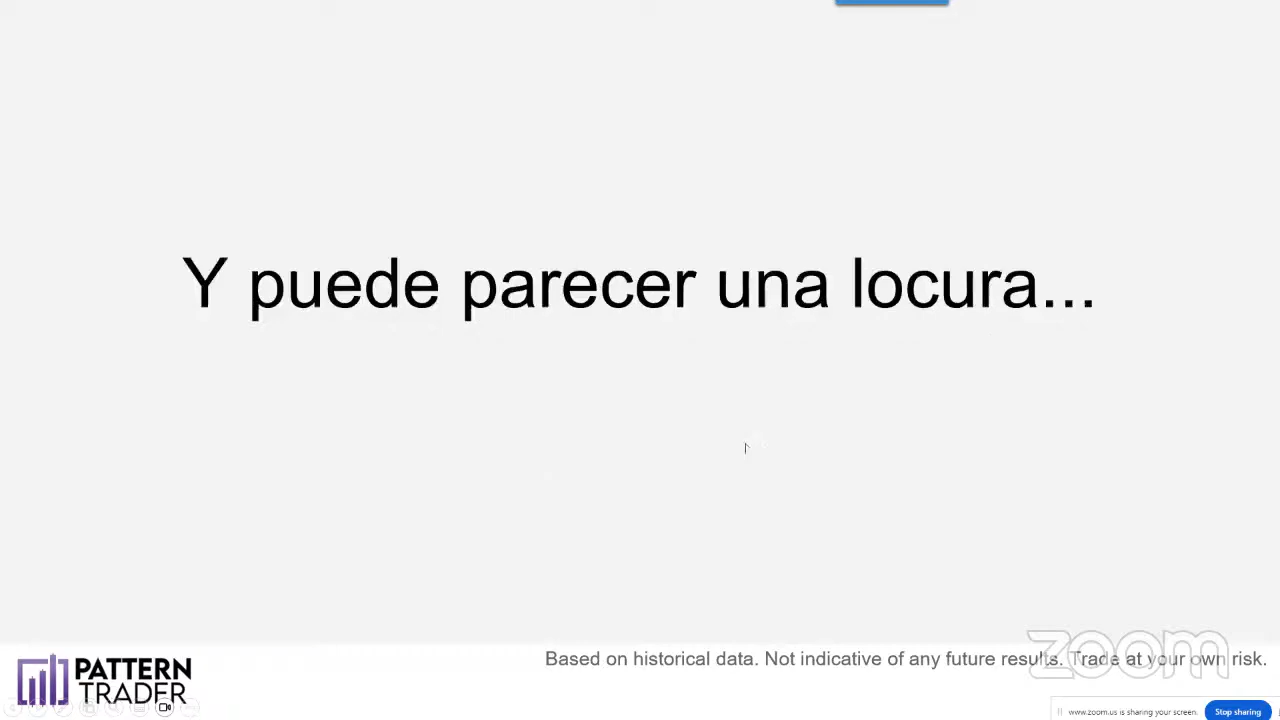 Y puede parecer una locura...
PATTERN
TRADER
Based on historical data. Not indicative of any future results. Trade at your own risk.
zoom
www.zoom.us is sharing your screen.
Stop sharing